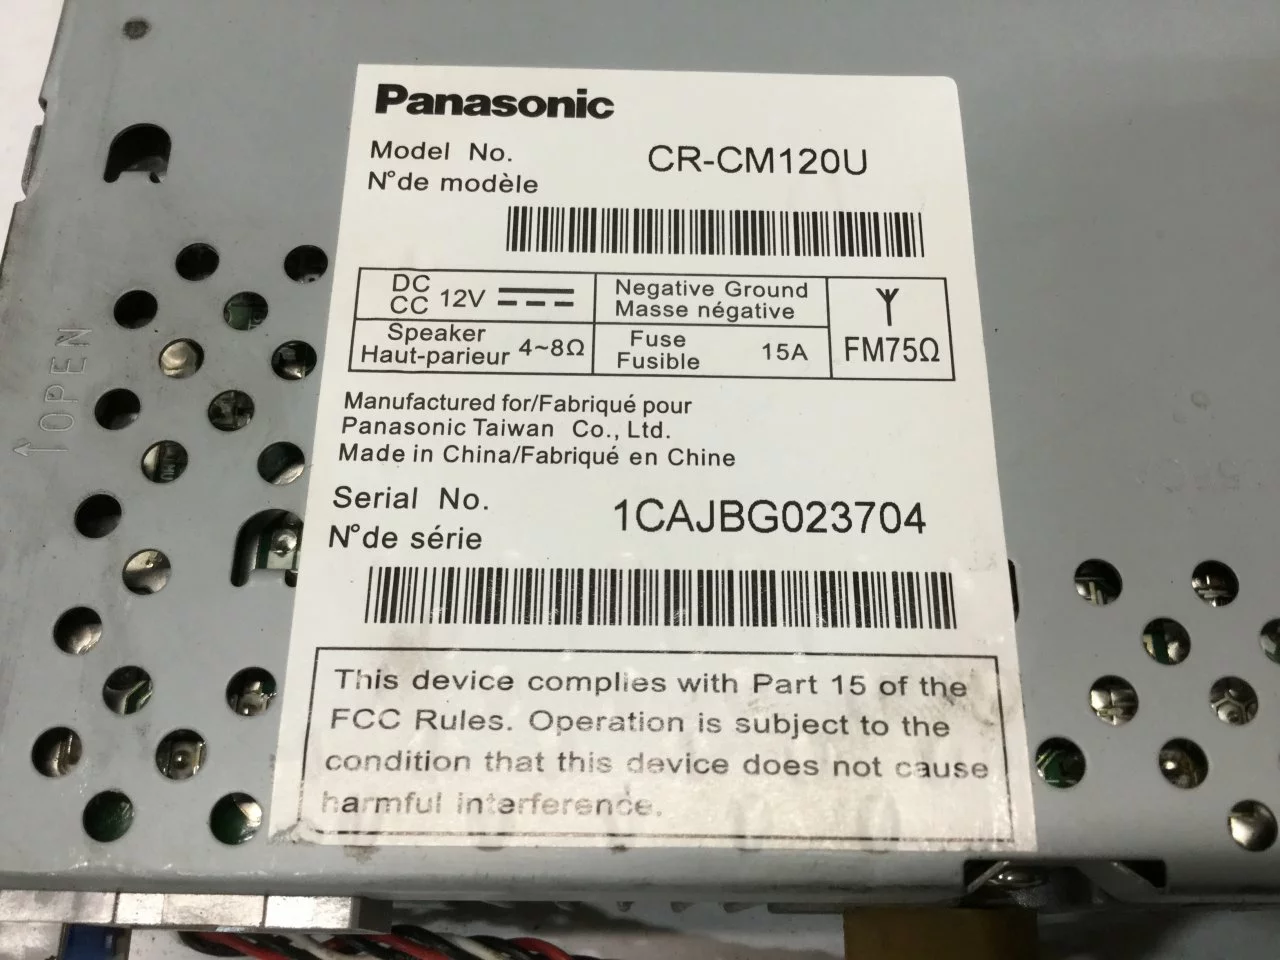 Panasonic
Model No. CR-CM120U
N°de modèle
DC
CC 12V
Negative Ground
Masse négative
Speaker
Haut-parieur 4~8Ω
Fuse
Fusible 15A
FM75Ω
Manufactured for/Fabriqué pour
Panasonic Taiwan Co., Ltd.
Made in China/Fabriqué en Chine
Serial No. 1CAJBG023704
N°de série
This device complies with Part 15 of the
FCC Rules. Operation is subject to the
condition that this device does not cause
harmful interference.
↑OPEN